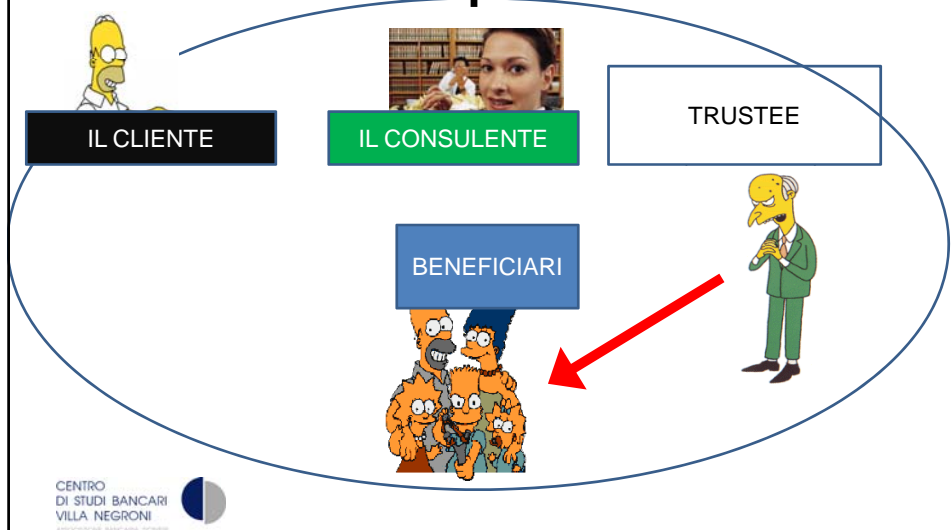 IL CLIENTE
IL CONSULENTE
TRUSTEE
BENEFICIARI
CENTRO
DI STUDI BANCARI
VILLA NEGRONI